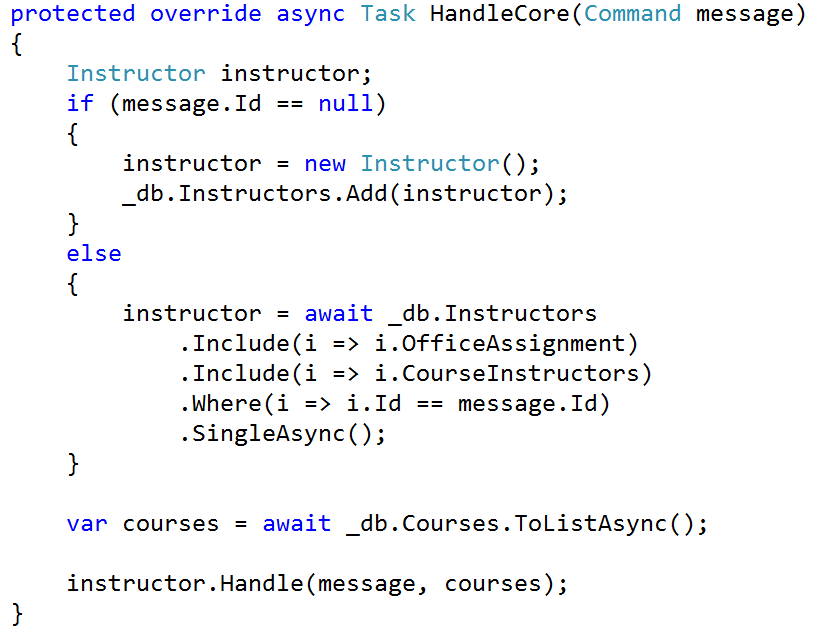 protected override async Task HandleCore(Command message)
{
    Instructor instructor;
    if (message.Id == null)
    {
        instructor = new Instructor();
        _db.Instructors.Add(instructor);
    }
    else
    {
        instructor = await _db.Instructors
            .Include(i => i.OfficeAssignment)
            .Include(i => i.CourseInstructors)
            .Where(i => i.Id == message.Id)
            .SingleAsync();
    }

    var courses = await _db.Courses.ToListAsync();

    instructor.Handle(message, courses);
}